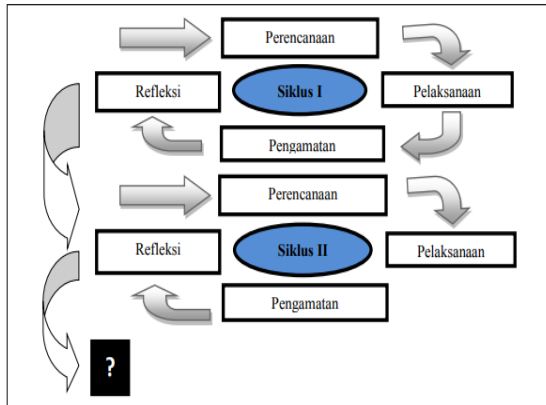 Perencanaan
Refleksi
Siklus I
Pelaksanaan
Pengamatan
Perencanaan
Refleksi
Siklus II
Pelaksanaan
Pengamatan
?